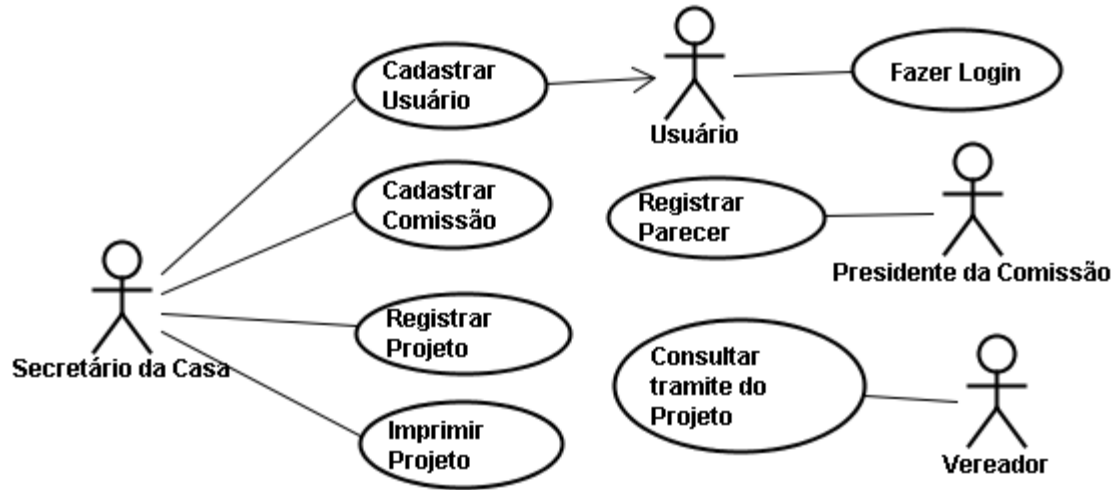 Cadastrar
Usuário
Usuário
Fazer Login
Cadastrar
Comissão
Registrar
Parecer
Presidente da Comissão
Secretário da Casa
Registrar
Projeto
Consultar
tramite do
Projeto
Imprimir
Projeto
Vereador